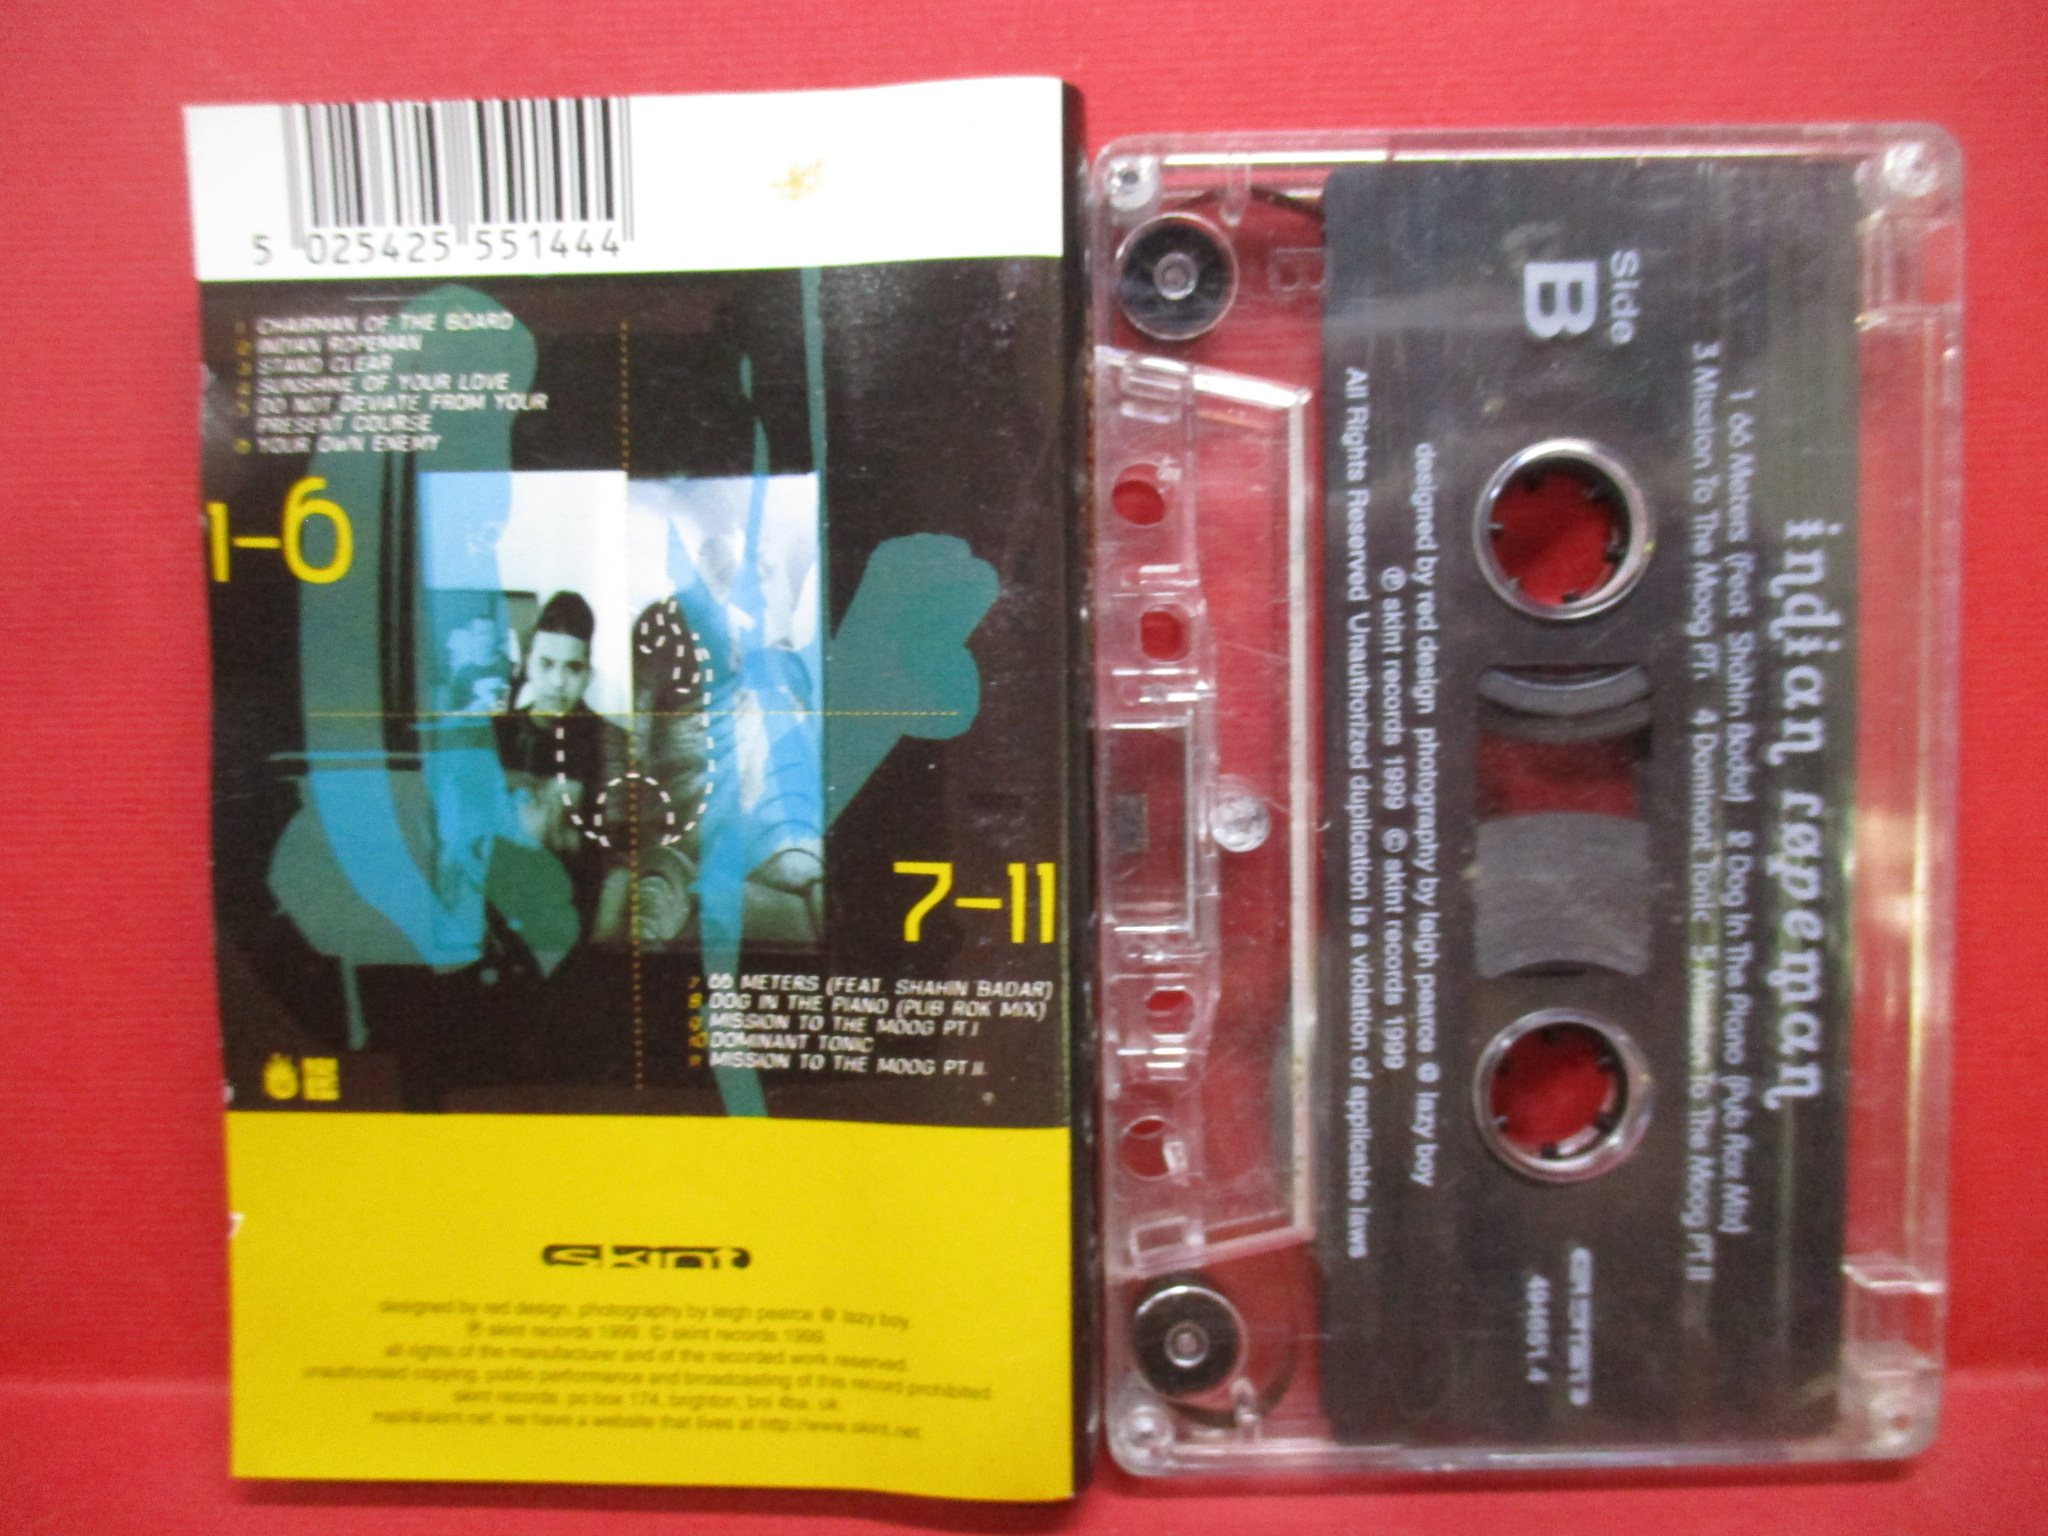 5 025425 551444
1 CHAIRMAN OF THE BOARD
2 INDIAN ROPEMAN
3 STAND CLEAR
4 SUNSHINE OF YOUR LOVE
5 DO NOT DEVIATE FROM YOUR
PRESENT COURSE
6 YOUR OWN ENEMY
1-6
7-11
7 66 METERS (FEAT. SHAHIN BADAR)
8 DOG IN THE PIANO (PUB ROK MIX)
9 MISSION TO THE MOOG PT.I
10 DOMINANT TONIC
11 MISSION TO THE MOOG PT.II
skint
designed by red design. photography by leigh pearce @ lazy boy.
℗ skint records 1999. © skint records 1999.
all rights of the manufacturer and of the recorded work reserved.
unauthorised copying, public performance and broadcasting of this record prohibited.
skint records. po box 174, brighton, bn1 4ba, uk.
mail@skint.net. we have a website that lives at http://www.skint.net
indian røpeman
1 66 Meters (Feat Shahin Badar) 2 Dog In The Piano (Pub Rox Mix)
3 Mission To The Moog PT.I 4 Dominant Tonic 5 Mission To The Moog PT II
Side
B
designed by red design photography by leigh pearce @ lazy boy
℗ skint records 1999 © skint records 1999
All Rights Reserved Unauthorized duplication is a violation of applicable laws
B